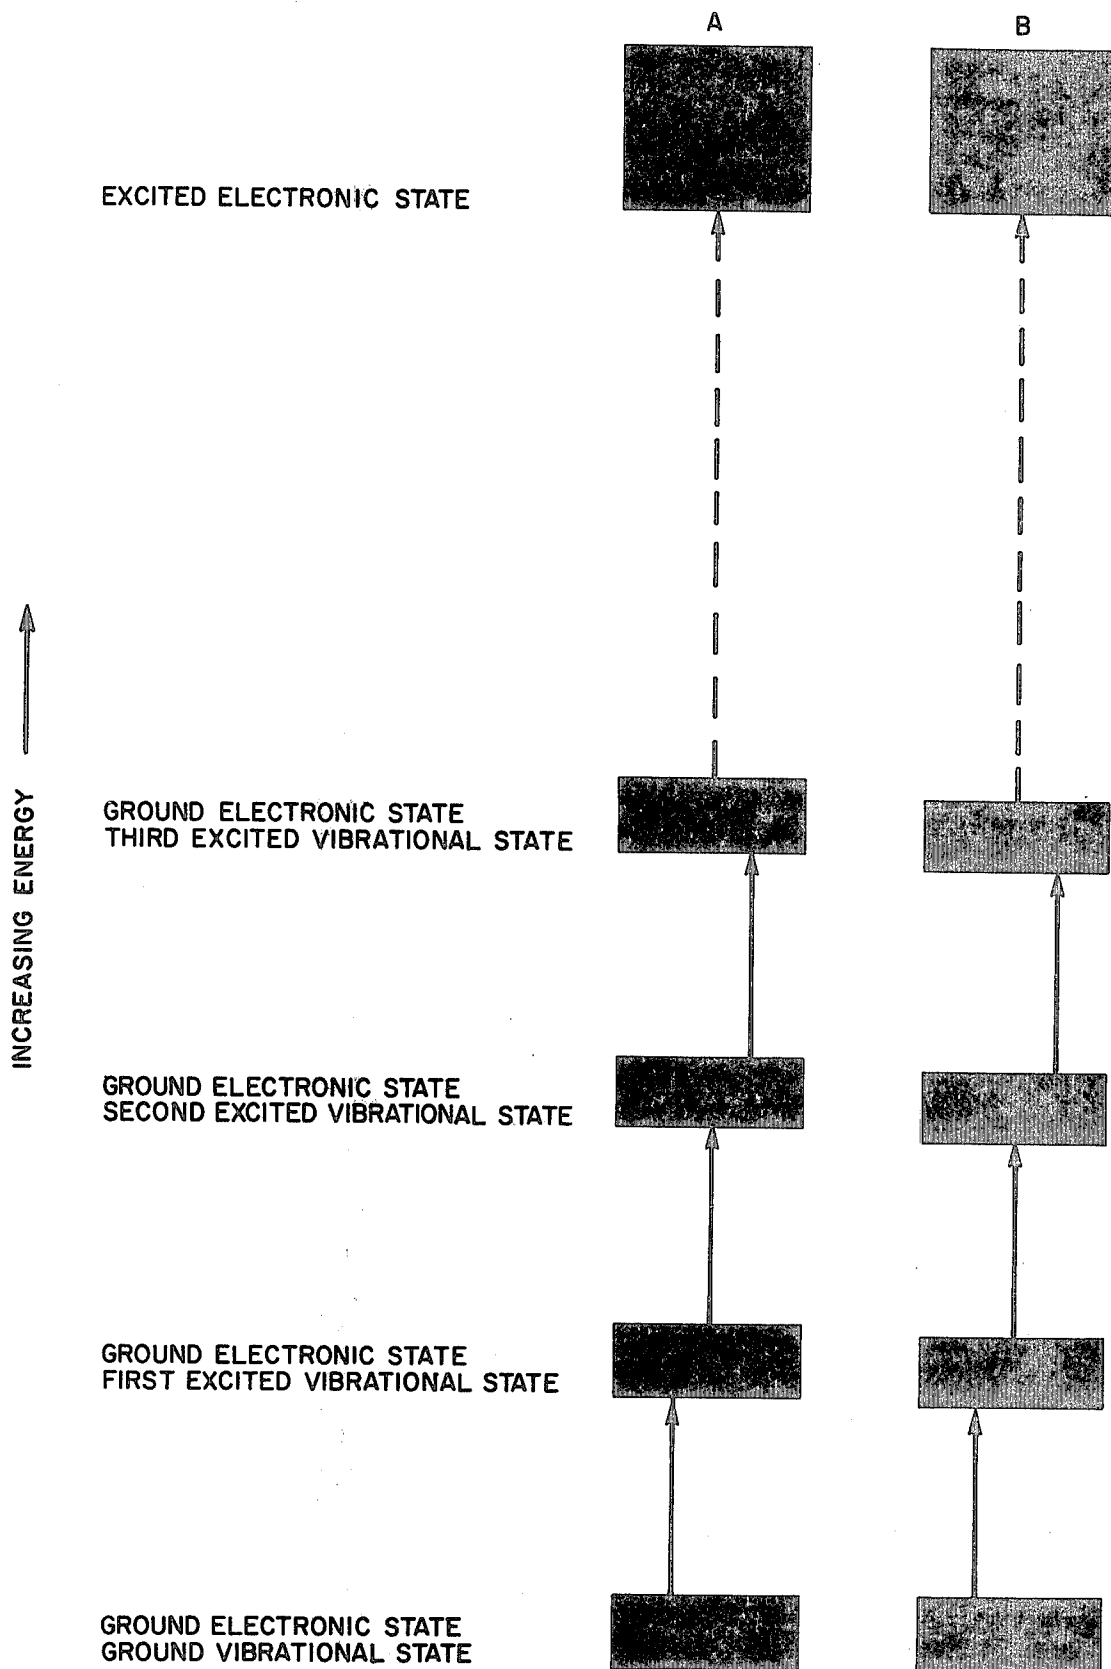 A
B
EXCITED ELECTRONIC STATE
INCREASING ENERGY
GROUND ELECTRONIC STATE
THIRD EXCITED VIBRATIONAL STATE
GROUND ELECTRONIC STATE
SECOND EXCITED VIBRATIONAL STATE
GROUND ELECTRONIC STATE
FIRST EXCITED VIBRATIONAL STATE
GROUND ELECTRONIC STATE
GROUND VIBRATIONAL STATE